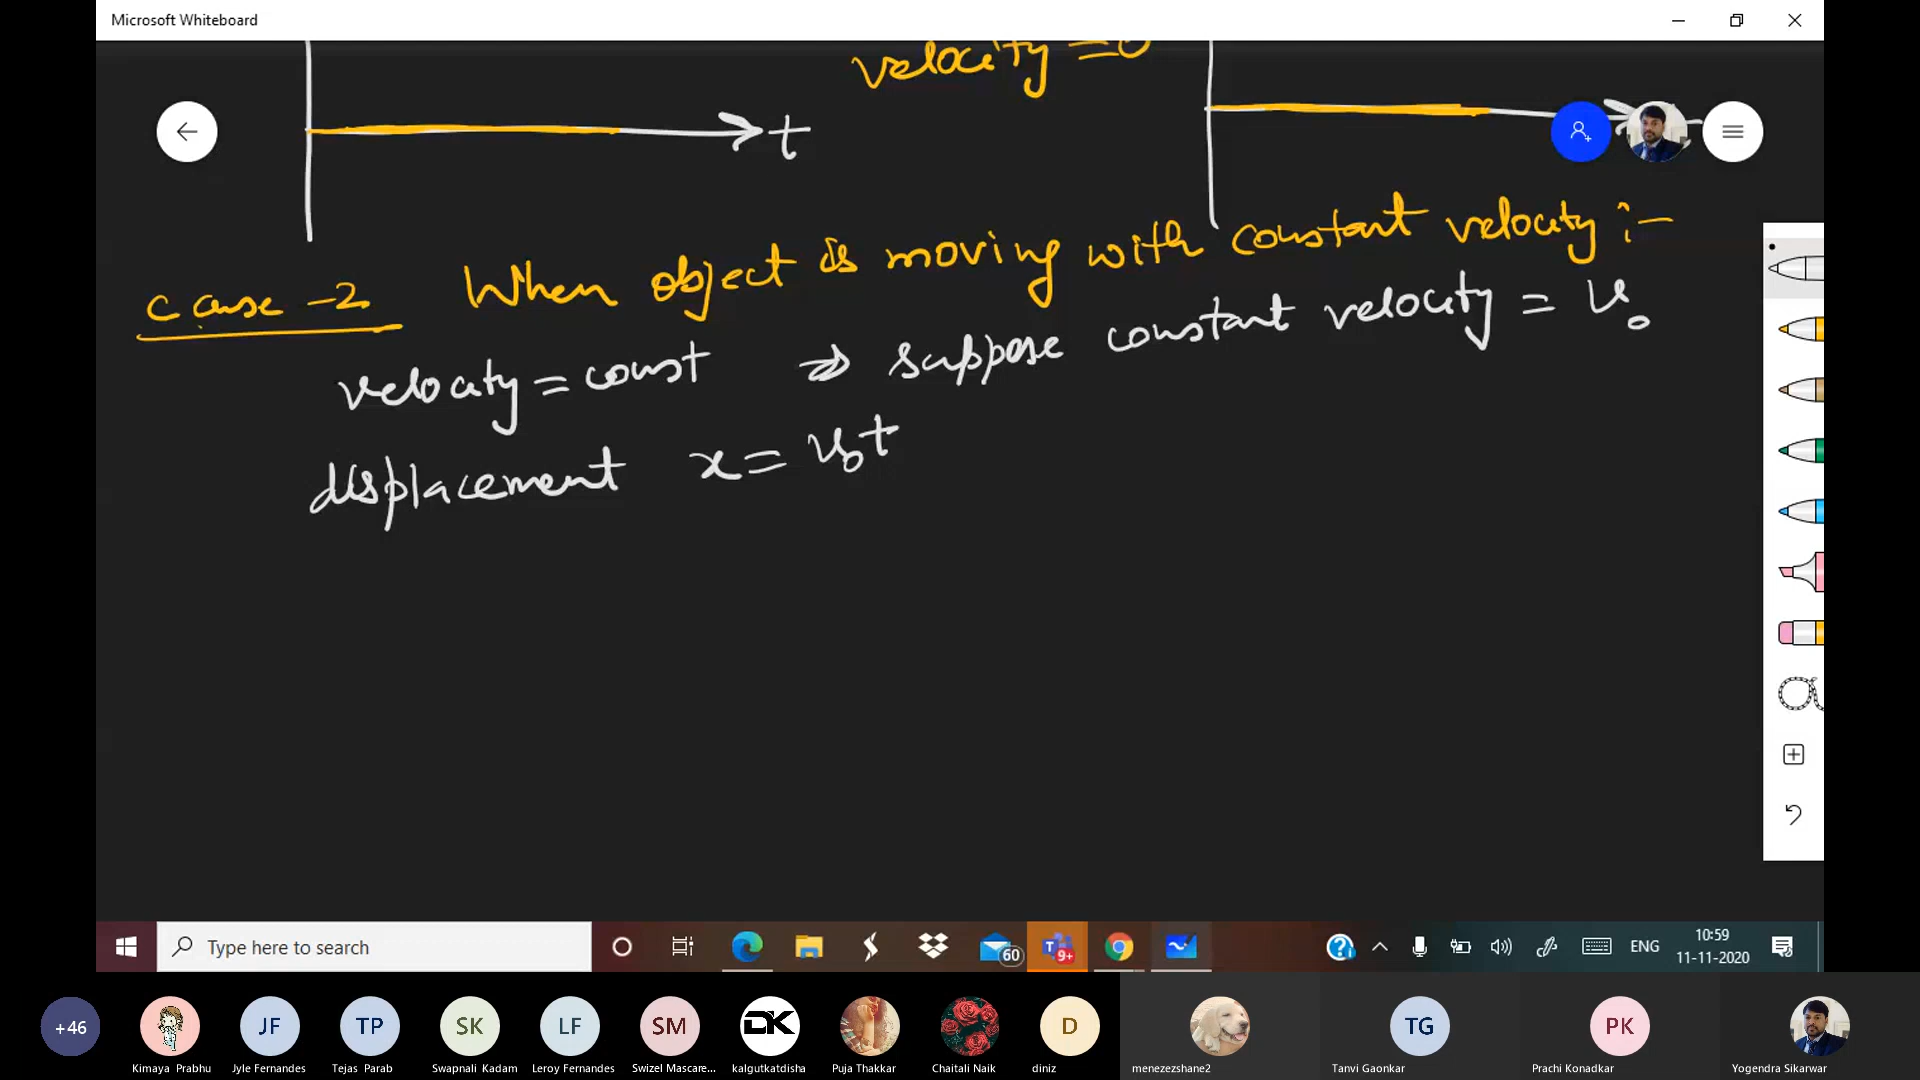 Microsoft Whiteboard
velocity = 0
t
case -2 When object is moving with constant velocity :-
velocity = const ⇒ suppose constant velocity = v₀
displacement x = v₀t
Type here to search
60
9+
ENG
10:59
11-11-2020
+46
JF
TP
SK
LF
SM
DK
D
TG
PK
Kimaya Prabhu
Jyle Fernandes
Tejas Parab
Swapnali Kadam
Leroy Fernandes
Swizel Mascare...
kalgutkatdisha
Puja Thakkar
Chaitali Naik
diniz
menezezshane2
Tanvi Gaonkar
Prachi Konadkar
Yogendra Sikarwar